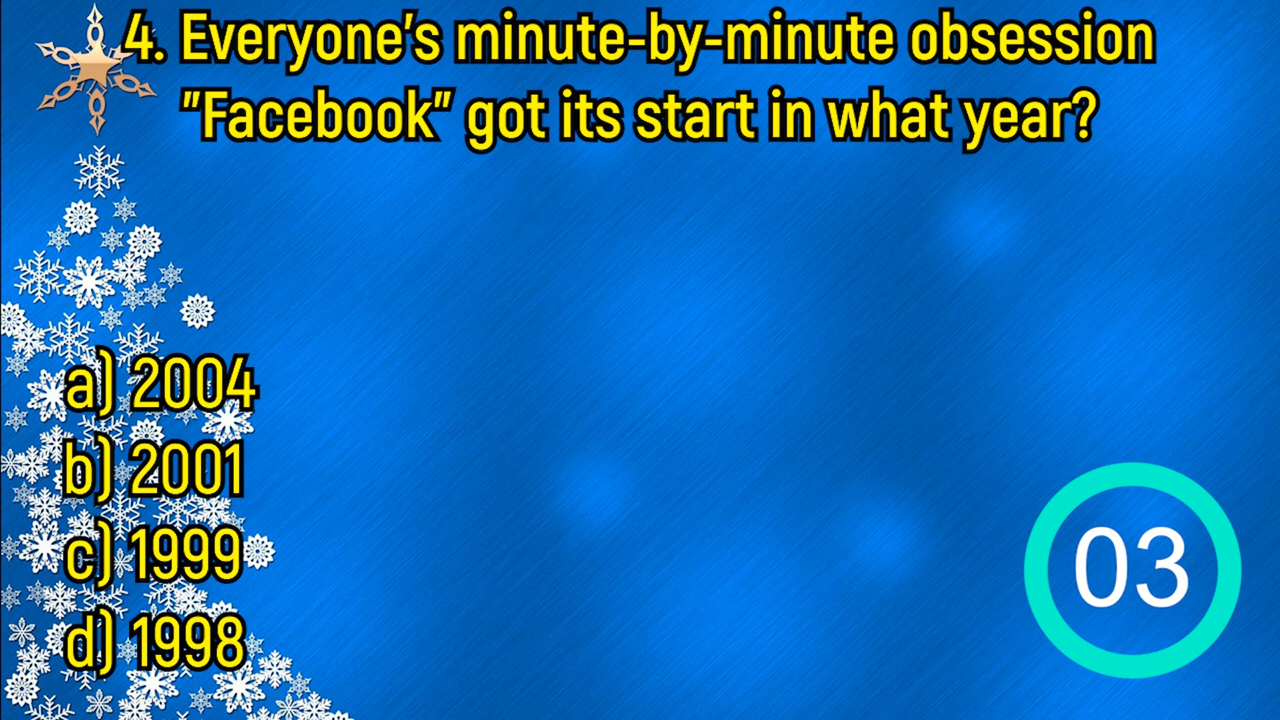 4. Everyone's minute-by-minute obsession
"Facebook" got its start in what year?
a) 2004
b) 2001
c) 1999
d) 1998
03